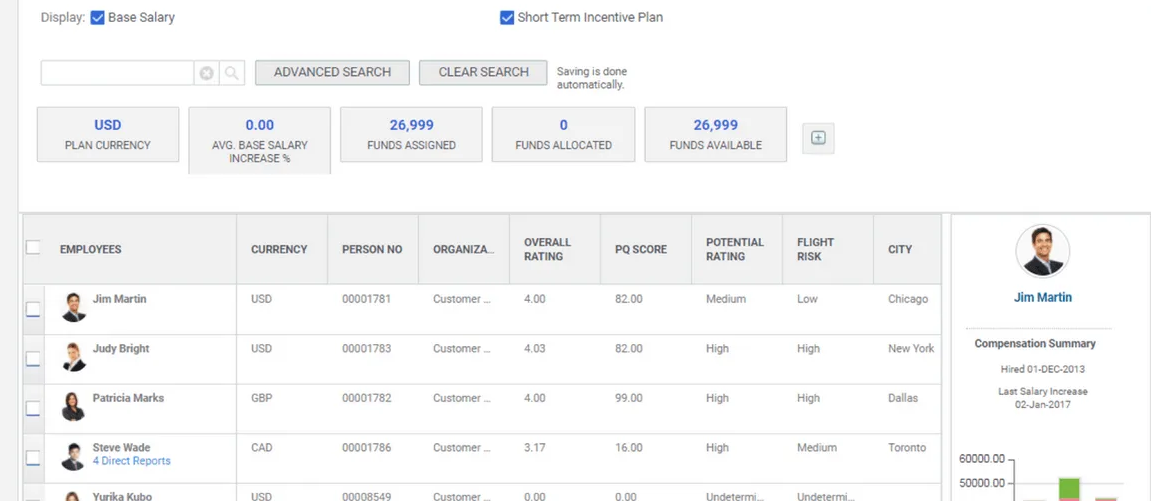 Display: Base Salary Short Term Incentive Plan
ADVANCED SEARCH CLEAR SEARCH Saving is done
automatically.
USD 0.00 26,999 0 26,999
PLAN CURRENCY AVG. BASE SALARY FUNDS ASSIGNED FUNDS ALLOCATED FUNDS AVAILABLE
INCREASE %
EMPLOYEES CURRENCY PERSON NO ORGANIZA... OVERALL RATING PQ SCORE POTENTIAL RATING FLIGHT RISK CITY
Jim Martin USD 00001781 Customer ... 4.00 82.00 Medium Low Chicago
Judy Bright USD 00001783 Customer ... 4.03 82.00 High High New York
Patricia Marks GBP 00001782 Customer ... 4.00 99.00 High High Dallas
Steve Wade CAD 00001786 Customer ... 3.17 16.00 High Medium Toronto
4 Direct Reports
Yurika Kubo USD 00008549 Customer ... 0.00 0.00 Undetermi... Undetermi...
Jim Martin
Compensation Summary
Hired 01-DEC-2013
Last Salary Increase
02-Jan-2017
60000.00
50000.00